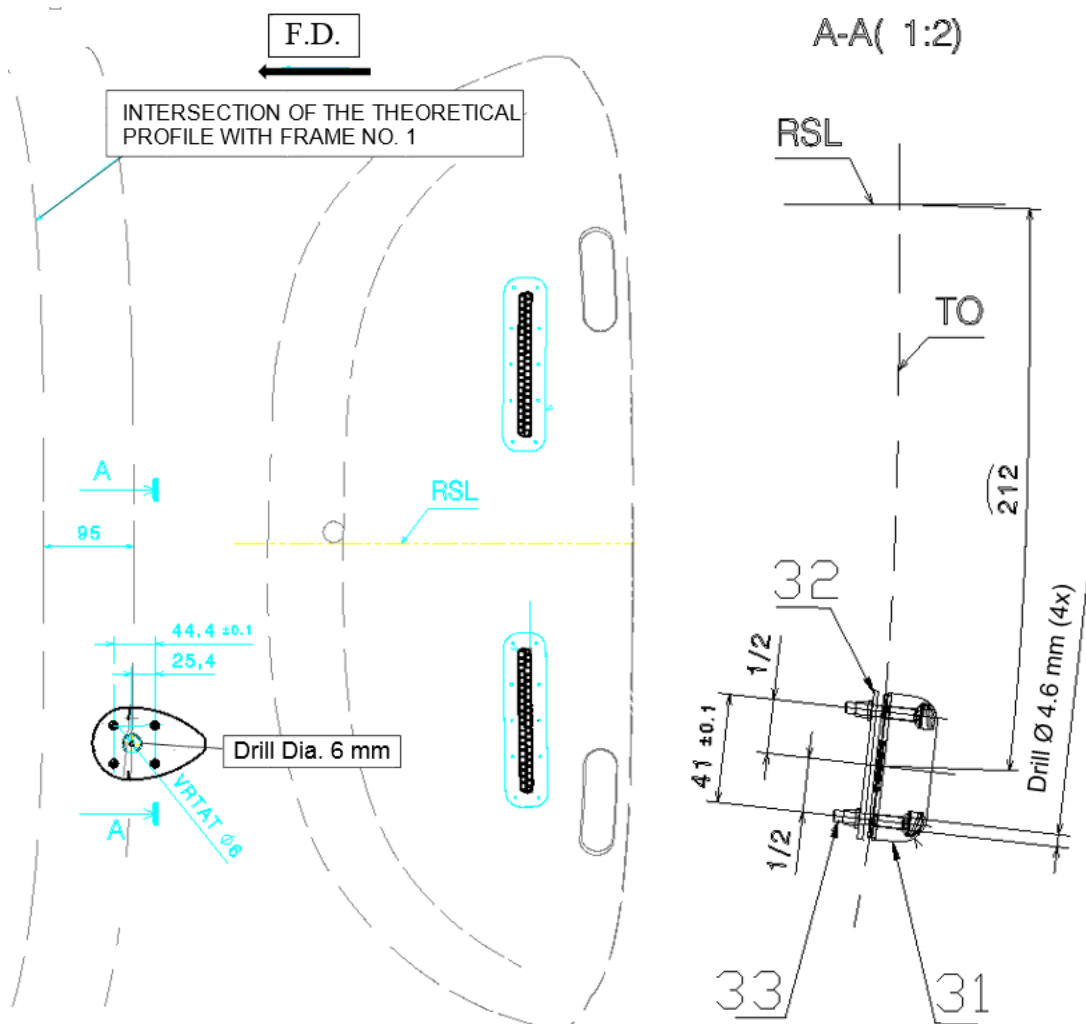 F.D.
INTERSECTION OF THE THEORETICAL
PROFILE WITH FRAME NO. 1
A
RSL
95
44,4 ±0.1
25,4
Drill Dia. 6 mm
VRTAT Ø6
A
A-A( 1:2)
RSL
TO
212
32
1/2
41 ±0.1
1/2
Drill Ø 4.6 mm (4x)
33
31